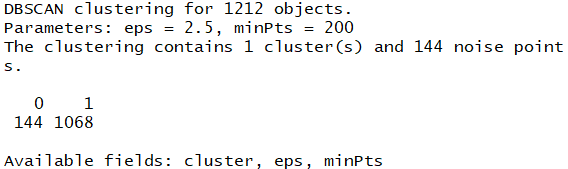 DBSCAN clustering for 1212 objects.
Parameters: eps = 2.5, minPts = 200
The clustering contains 1 cluster(s) and 144 noise point
s.
0 1
144 1068
Available fields: cluster, eps, minPts